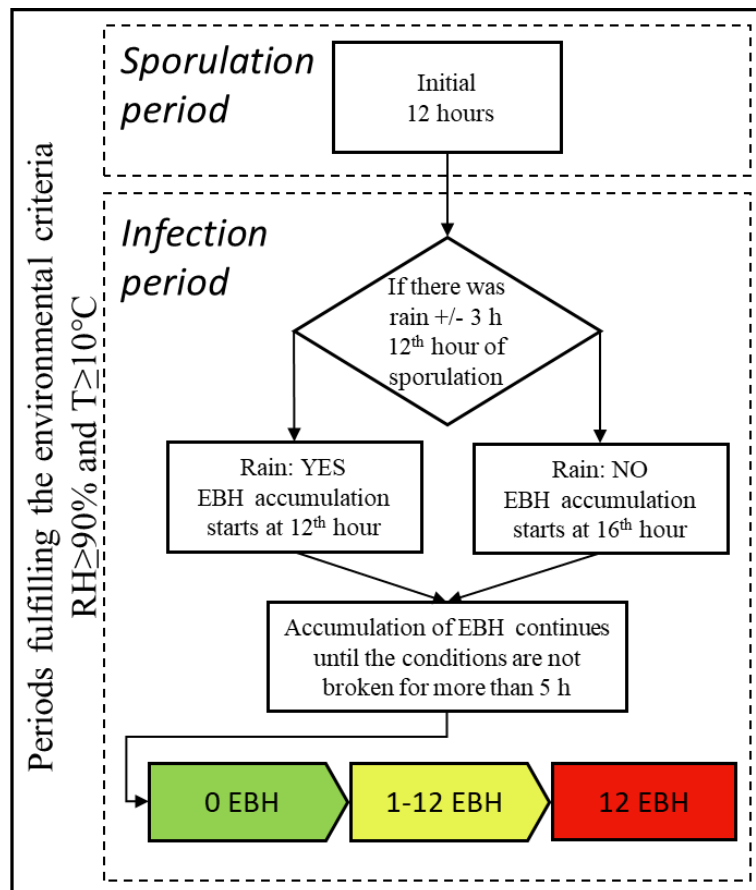 Periods fulfilling the environmental criteria
RH≥90% and T≥10°C
Sporulation
period
Initial
12 hours
Infection
period
If there was
rain +/- 3 h
12th hour of
sporulation
Rain: YES
EBH accumulation
starts at 12th hour
Rain: NO
EBH accumulation
starts at 16th hour
Accumulation of EBH continues
until the conditions are not
broken for more than 5 h
0 EBH
1-12 EBH
12 EBH